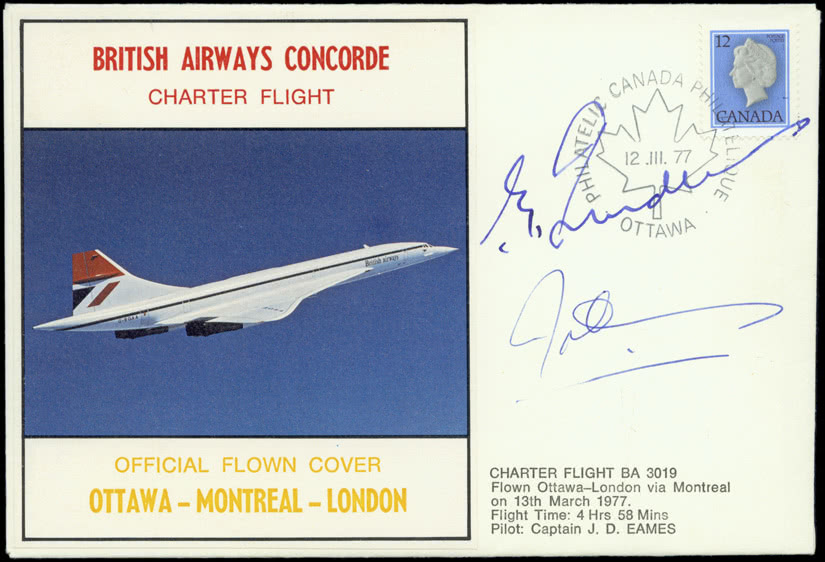 BRITISH AIRWAYS CONCORDE
CHARTER FLIGHT
British airways
OFFICIAL FLOWN COVER
OTTAWA – MONTREAL – LONDON
12
CANADA
PHILATELIC CANADA PHILATÉLIQUE
12 .III. 77
OTTAWA
CHARTER FLIGHT BA 3019
Flown Ottawa–London via Montreal
on 13th March 1977.
Flight Time: 4 Hrs 58 Mins
Pilot: Captain J. D. EAMES